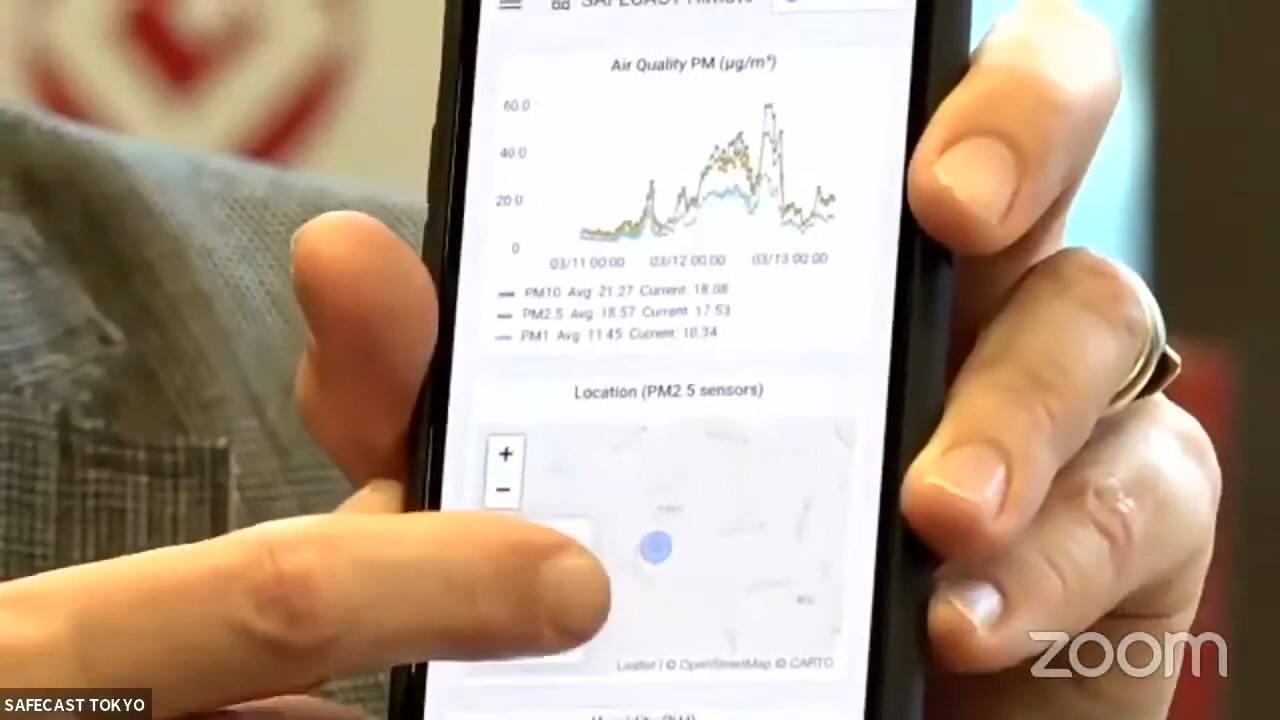 SAFECAST
Air Quality PM (µg/m³)
60.0
40.0
20.0
0
03/11 00:00 03/12 00:00 03/13 00:00
PM10 Avg: 21.27 Current: 18.08
PM2.5 Avg: 18.57 Current: 17.53
PM1 Avg: 11.45 Current: 10.34
Location (PM2.5 sensors)
+
−
Leaflet | © OpenStreetMap © CARTO
zoom
SAFECAST TOKYO